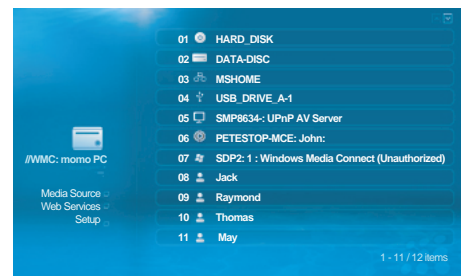 01 HARD_DISK
02 DATA-DISC
03 MSHOME
04 USB_DRIVE_A-1
05 SMP8634-: UPnP AV Server
06 PETESTOP-MCE: John:
//WMC: momo PC
07 SDP2: 1 : Windows Media Connect (Unauthorized)
08 Jack
Media Source
09 Raymond
Web Services
Setup
10 Thomas
11 May
1 - 11 / 12 items